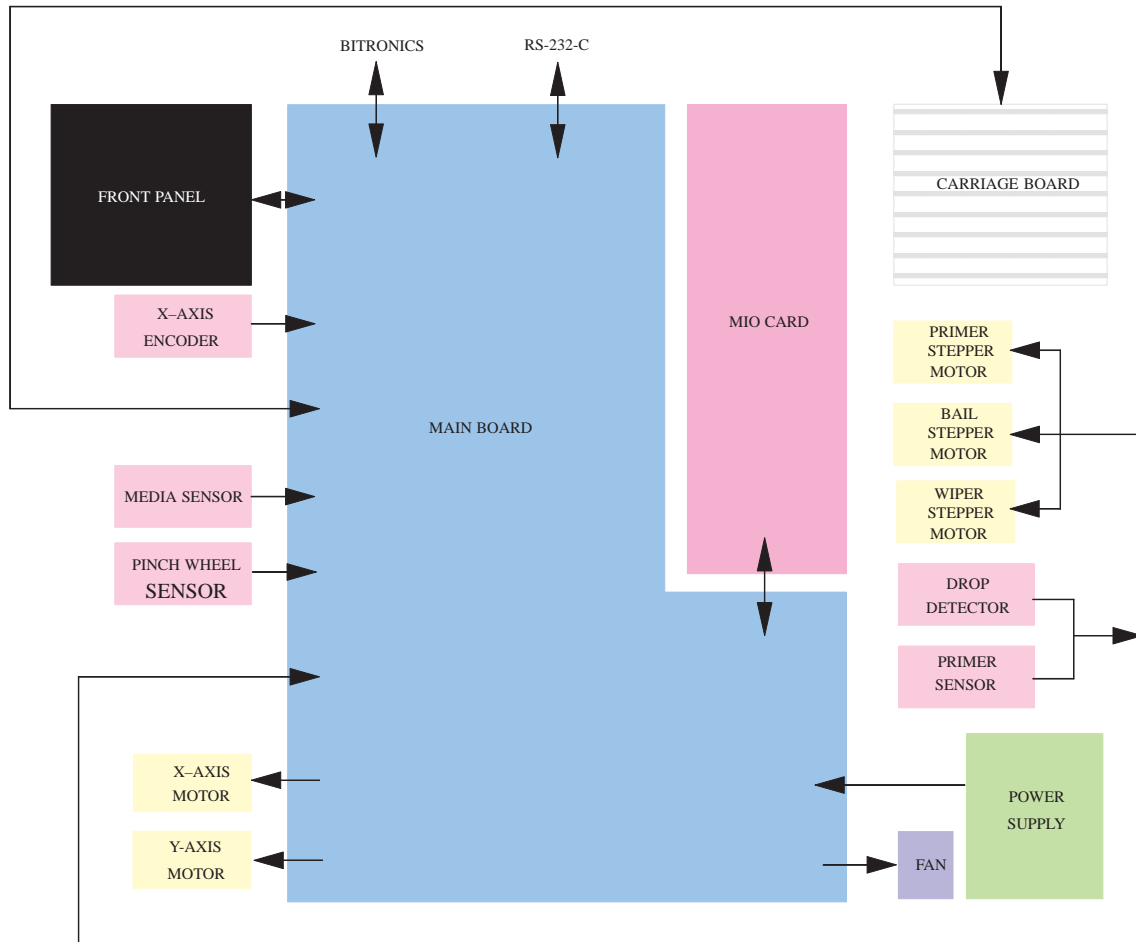 BITRONICS
RS-232-C
FRONT PANEL
CARRIAGE BOARD
X–AXIS
ENCODER
MIO CARD
PRIMER
STEPPER
MOTOR
MAIN BOARD
BAIL
STEPPER
MOTOR
MEDIA SENSOR
WIPER
STEPPER
MOTOR
PINCH WHEEL
SENSOR
DROP
DETECTOR
PRIMER
SENSOR
X–AXIS
MOTOR
POWER
SUPPLY
Y-AXIS
MOTOR
FAN